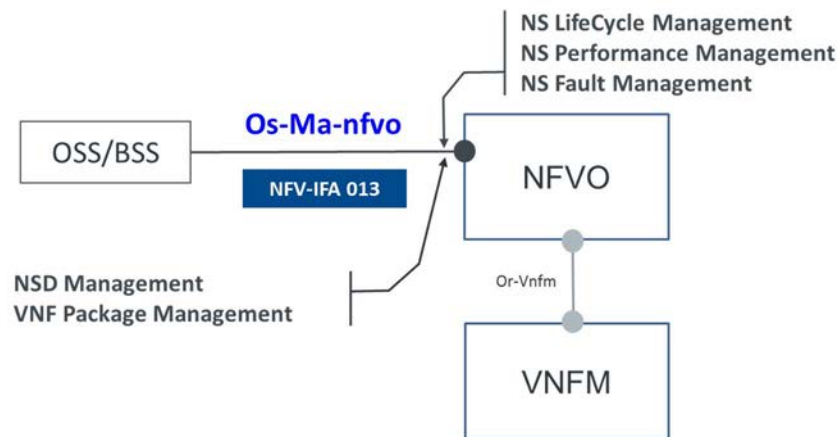 NS LifeCycle Management
NS Performance Management
NS Fault Management
Os-Ma-nfvo
OSS/BSS
NFV-IFA 013
NFVO
NSD Management
VNF Package Management
Or-Vnfm
VNFM